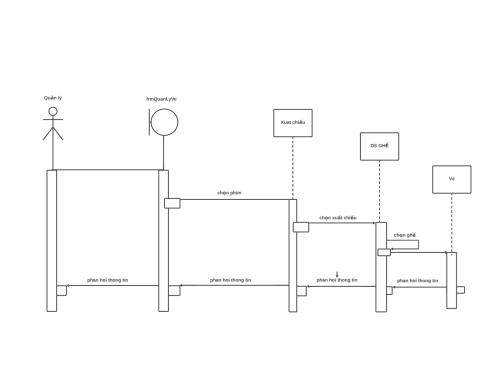 Quản lý
frmQuanLyVe
Xuat chiếu
DS GHẾ
Vé
chọn phim
chọn xuất chiếu
chọn ghế
phan hoi thong tin
phan hoi thong tin
phan hoi thong tin
phan hoi thong tin